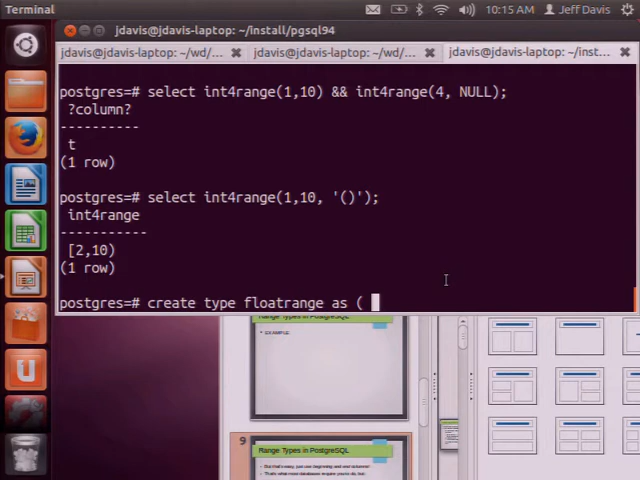 Terminal
10:15 AM
Jeff Davis
jdavis@jdavis-laptop: ~/install/pgsql94
jdavis@jdavis-laptop: ~/wd/...
jdavis@jdavis-laptop: ~/wd/...
jdavis@jdavis-laptop: ~/inst...
postgres=# select int4range(1,10) && int4range(4, NULL);
?column?
----------
t
(1 row)
postgres=# select int4range(1,10, '()');
int4range
-----------
[2,10)
(1 row)
postgres=# create type floatrange as (
Range Types in PostgreSQL
EXAMPLE
9
Range Types in PostgreSQL